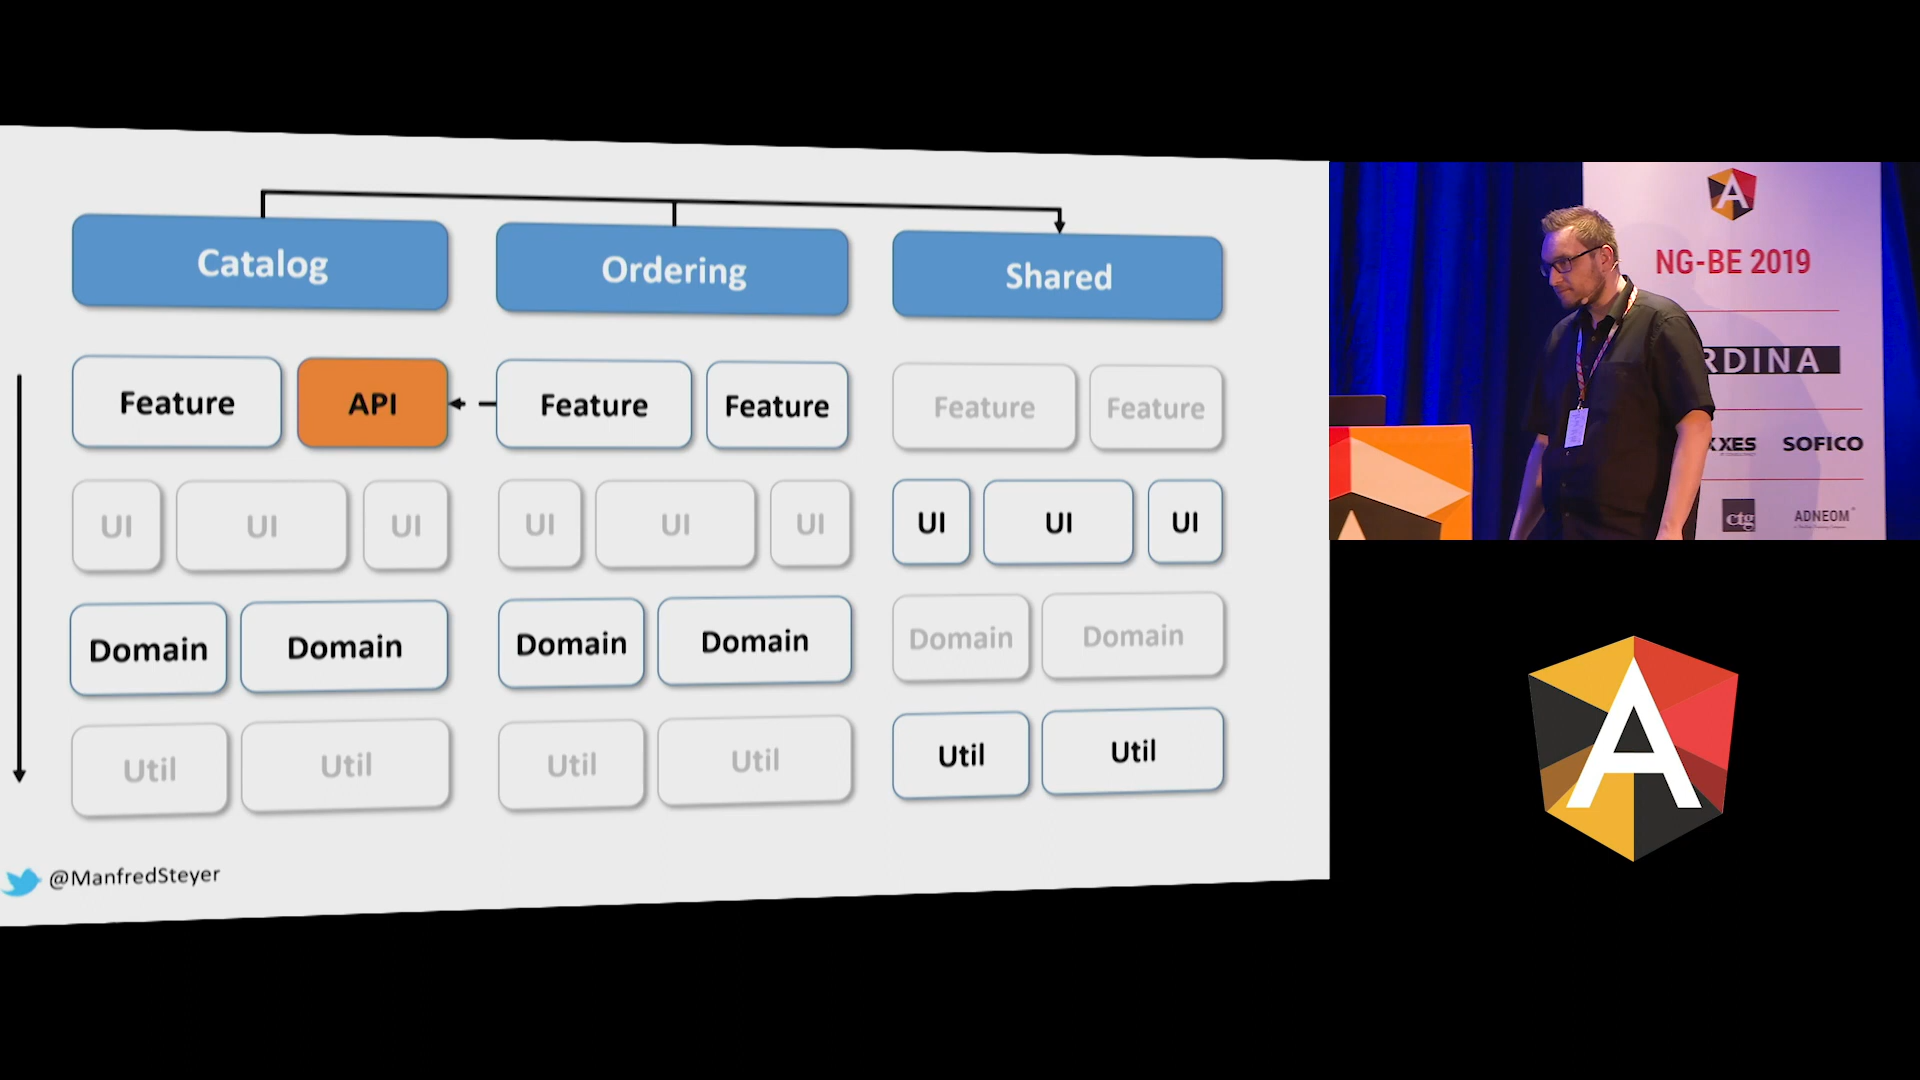 Catalog Ordering Shared
Feature API Feature Feature Feature Feature
UI UI UI UI UI UI UI UI UI
Domain Domain Domain Domain Domain Domain
Util Util Util Util Util Util
@ManfredSteyer
A
NG-BE 2019
RDINA
XXES SOFICO
ctg ADNEOM
A